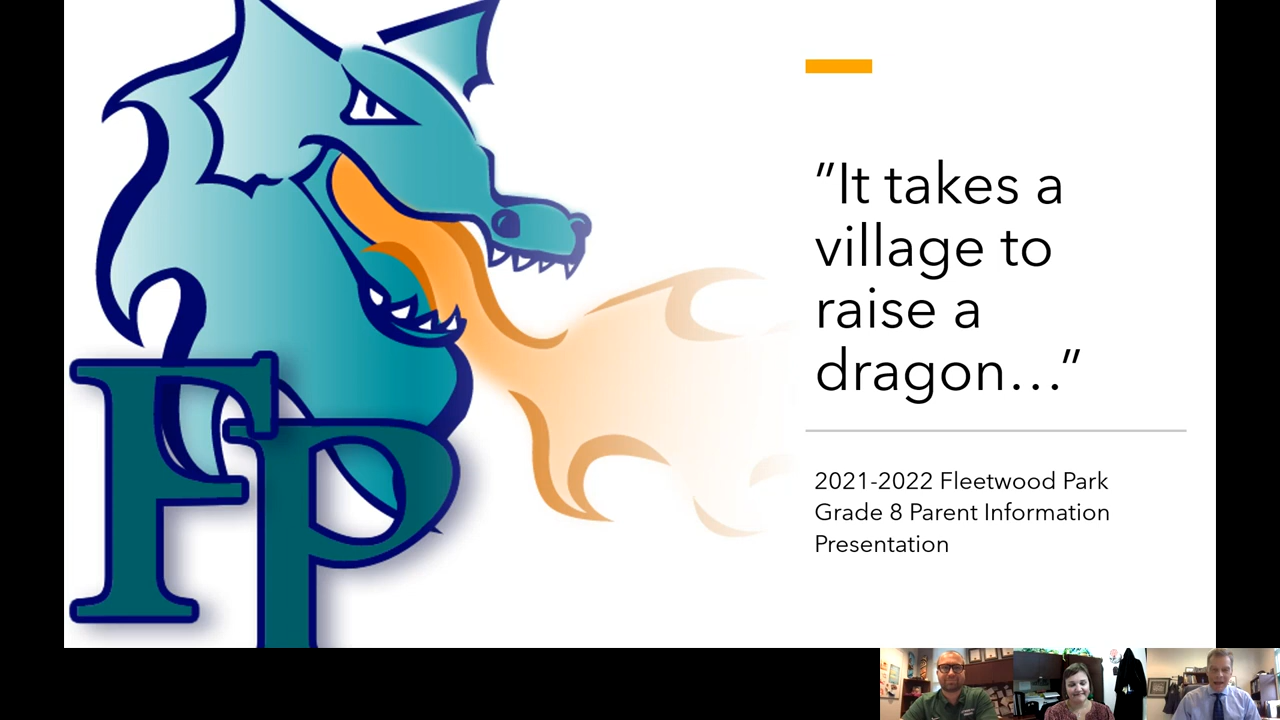 ”It takes a
village to
raise a
dragon…”
2021-2022 Fleetwood Park
Grade 8 Parent Information
Presentation
FP